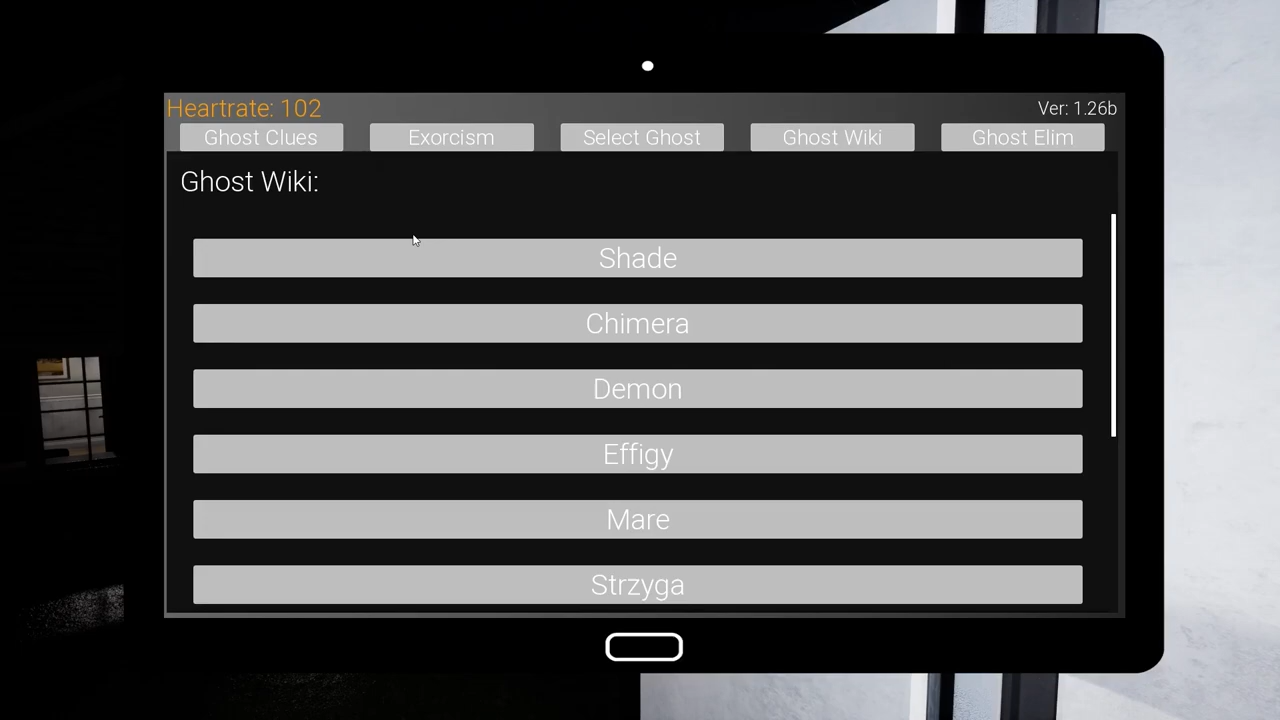 Heartrate: 102
Ver: 1.26b
Ghost Clues
Exorcism
Select Ghost
Ghost Wiki
Ghost Elim
Ghost Wiki:
Shade
Chimera
Demon
Effigy
Mare
Strzyga